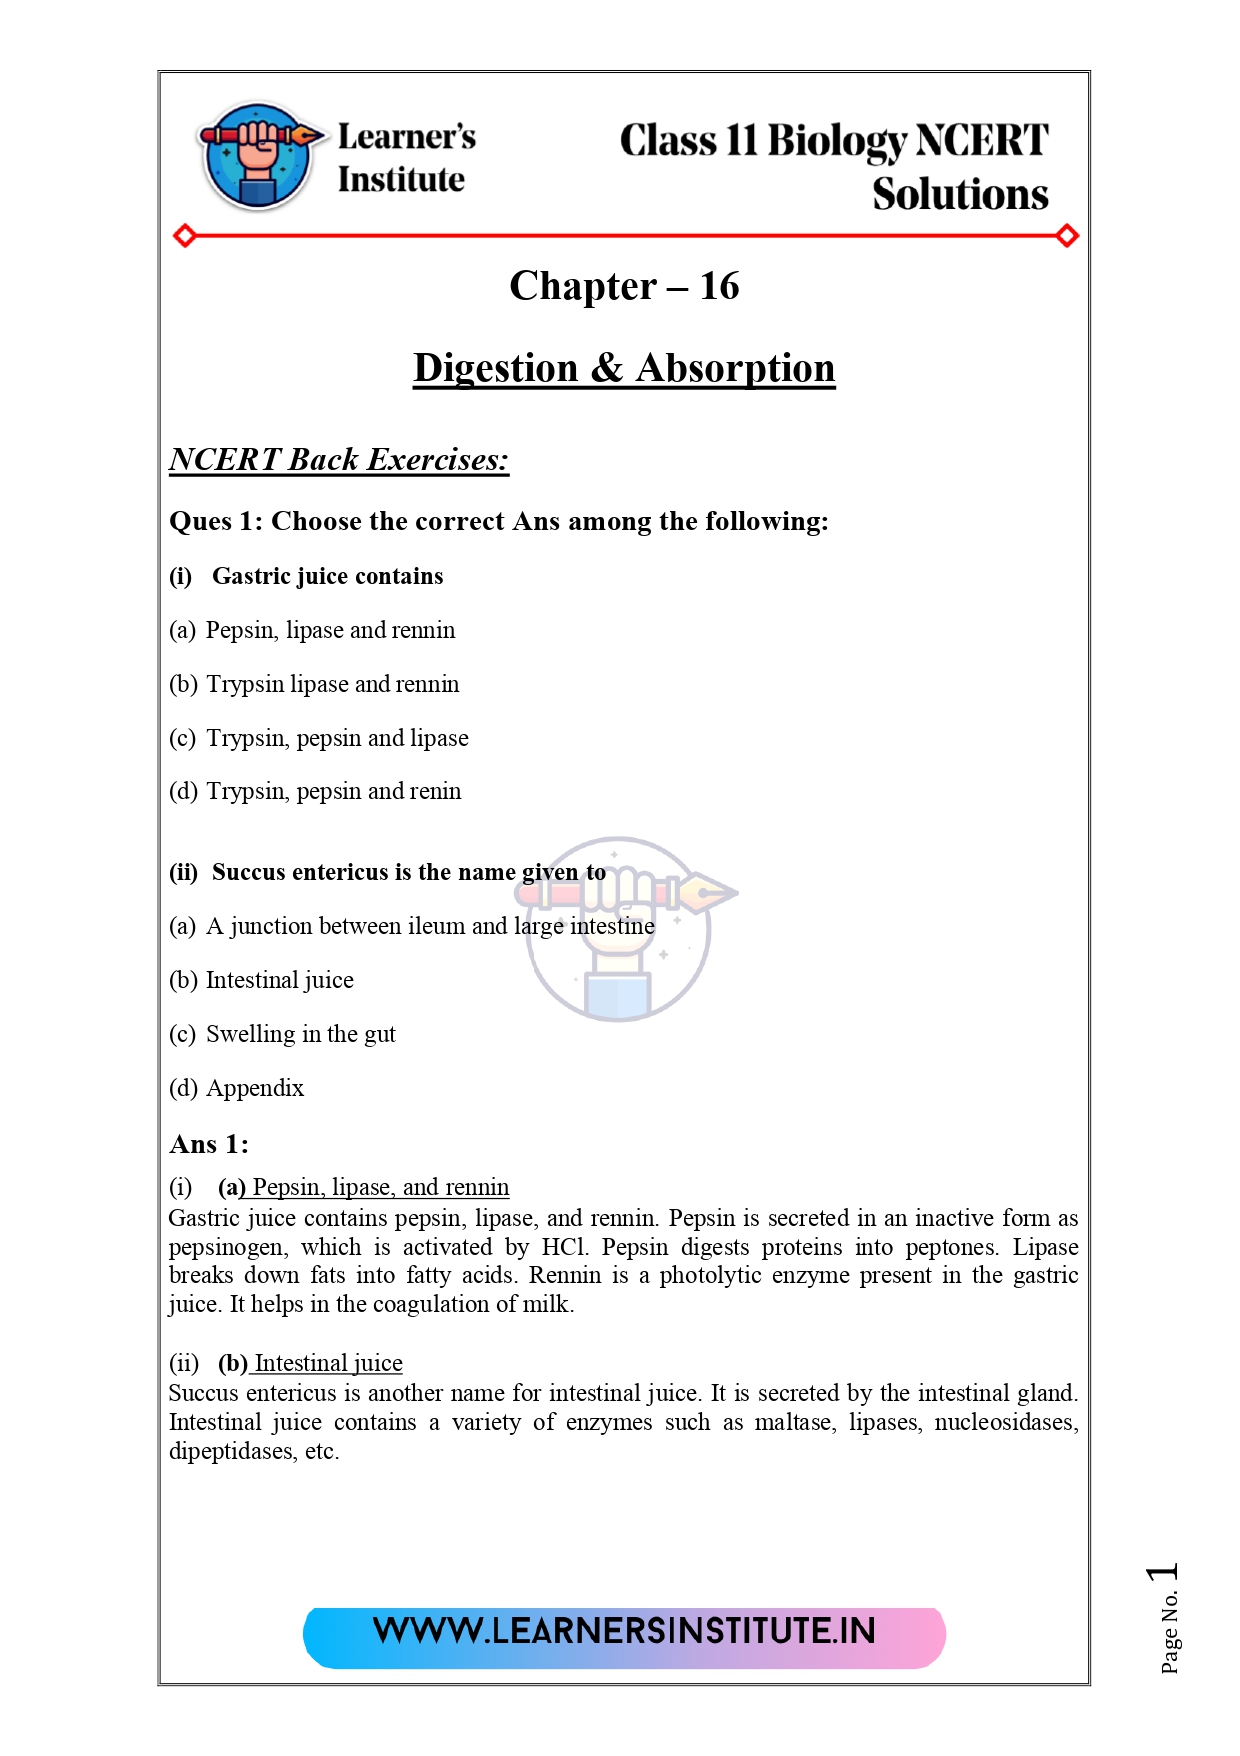 Learner's
Institute
Class 11 Biology NCERT
Solutions
Chapter – 16
Digestion & Absorption
NCERT Back Exercises:
Ques 1: Choose the correct Ans among the following:
(i) Gastric juice contains
(a) Pepsin, lipase and rennin
(b) Trypsin lipase and rennin
(c) Trypsin, pepsin and lipase
(d) Trypsin, pepsin and renin
(ii) Succus entericus is the name given to
(a) A junction between ileum and large intestine
(b) Intestinal juice
(c) Swelling in the gut
(d) Appendix
Ans 1:
(i) (a) Pepsin, lipase, and rennin
Gastric juice contains pepsin, lipase, and rennin. Pepsin is secreted in an inactive form as
pepsinogen, which is activated by HCl. Pepsin digests proteins into peptones. Lipase
breaks down fats into fatty acids. Rennin is a photolytic enzyme present in the gastric
juice. It helps in the coagulation of milk.
(ii) (b) Intestinal juice
Succus entericus is another name for intestinal juice. It is secreted by the intestinal gland.
Intestinal juice contains a variety of enzymes such as maltase, lipases, nucleosidases,
dipeptidases, etc.
WWW.LEARNERSINSTITUTE.IN
Page No. 1